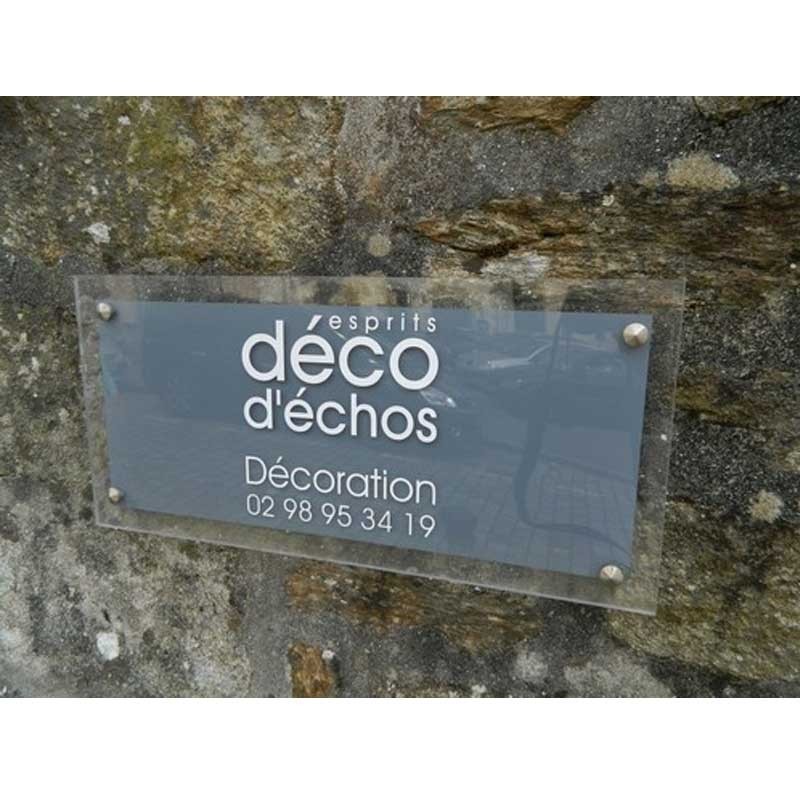 esprits
déco
d'échos
Décoration
02 98 95 34 19